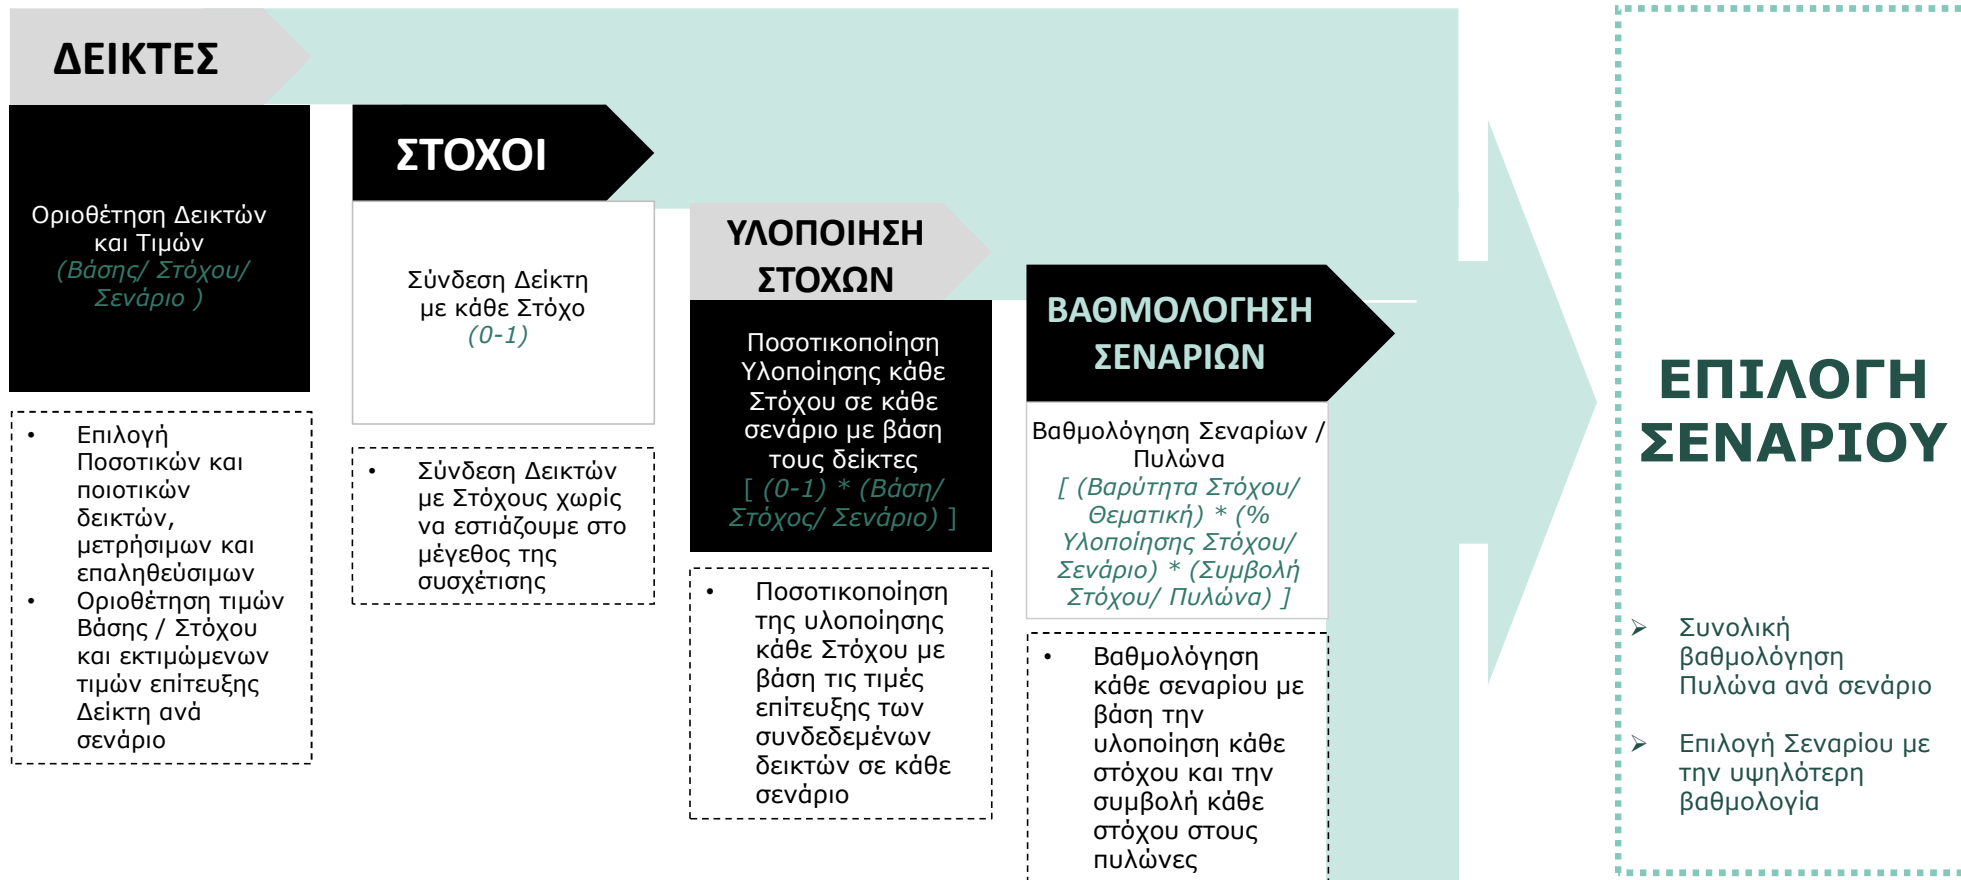 ΔΕΙΚΤΕΣ
Οριοθέτηση Δεικτών
και Τιμών
(Βάσης/ Στόχου/
Σενάριο )
• Επιλογή
Ποσοτικών και
ποιοτικών
δεικτών,
μετρήσιμων και
επαληθεύσιμων
• Οριοθέτηση τιμών
Βάσης / Στόχου
και εκτιμώμενων
τιμών επίτευξης
Δείκτη ανά
σενάριο
ΣΤΟΧΟΙ
Σύνδεση Δείκτη
με κάθε Στόχο
(0-1)
• Σύνδεση Δεικτών
με Στόχους χωρίς
να εστιάζουμε στο
μέγεθος της
συσχέτισης
ΥΛΟΠΟΙΗΣΗ
ΣΤΟΧΩΝ
Ποσοτικοποίηση
Υλοποίησης κάθε
Στόχου σε κάθε
σενάριο με βάση
τους δείκτες
[ (0-1) * (Βάση/
Στόχος/ Σενάριο) ]
• Ποσοτικοποίηση
της υλοποίησης
κάθε Στόχου με
βάση τις τιμές
επίτευξης των
συνδεδεμένων
δεικτών σε κάθε
σενάριο
ΒΑΘΜΟΛΟΓΗΣΗ
ΣΕΝΑΡΙΩΝ
Βαθμολόγηση Σεναρίων /
Πυλώνα
[ (Βαρύτητα Στόχου/
Θεματική) * (%
Υλοποίησης Στόχου/
Σενάριο) * (Συμβολή
Στόχου/ Πυλώνα) ]
• Βαθμολόγηση
κάθε σεναρίου με
βάση την
υλοποίηση κάθε
στόχου και την
συμβολή κάθε
στόχου στους
πυλώνες
ΕΠΙΛΟΓΗ
ΣΕΝΑΡΙΟΥ
➢ Συνολική
βαθμολόγηση
Πυλώνα ανά σενάριο
➢ Επιλογή Σεναρίου με
την υψηλότερη
βαθμολογία